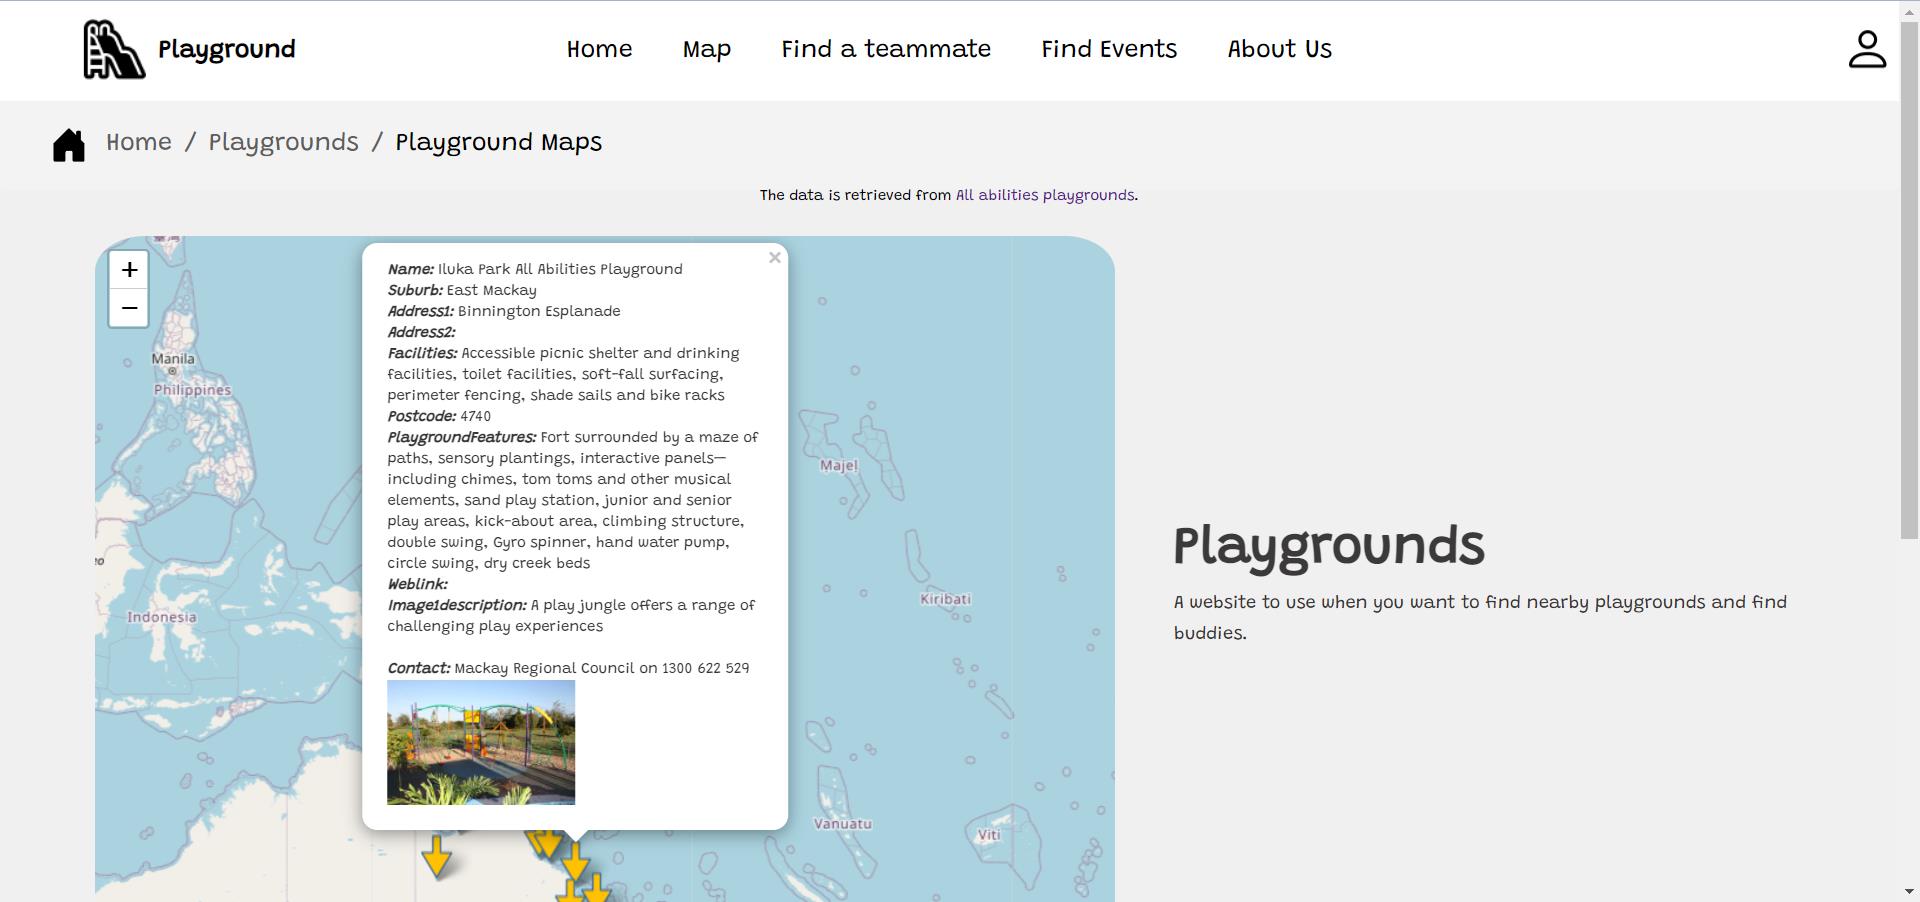 Playground
Home
Map
Find a teammate
Find Events
About Us
Home / Playgrounds / Playground Maps
The data is retrieved from All abilities playgrounds.
+
−
×
Name: Iluka Park All Abilities Playground
Suburb: East Mackay
Address1: Binnington Esplanade
Address2:
Facilities: Accessible picnic shelter and drinking
facilities, toilet facilities, soft-fall surfacing,
perimeter fencing, shade sails and bike racks
Postcode: 4740
PlaygroundFeatures: Fort surrounded by a maze of
paths, sensory plantings, interactive panels—
including chimes, tom toms and other musical
elements, sand play station, junior and senior
play areas, kick-about area, climbing structure,
double swing, Gyro spinner, hand water pump,
circle swing, dry creek beds
Weblink:
Image1description: A play jungle offers a range of
challenging play experiences
Contact: Mackay Regional Council on 1300 622 529
Manila
Philippines
Indonesia
Majel
Kiribati
Vanuatu
Viti
Playgrounds
A website to use when you want to find nearby playgrounds and find
buddies.